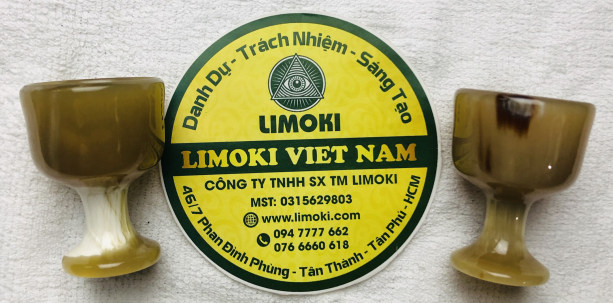 Danh Dự - Trách Nhiệm - Sáng Tạo
LIMOKI
LIMOKI VIET NAM
CÔNG TY TNHH SX TM LIMOKI
MST: 0315629803
www.limoki.com
094 7777 662
076 6660 618
46/7 Phan Đình Phùng - Tân Thành - Tân Phú - HCM